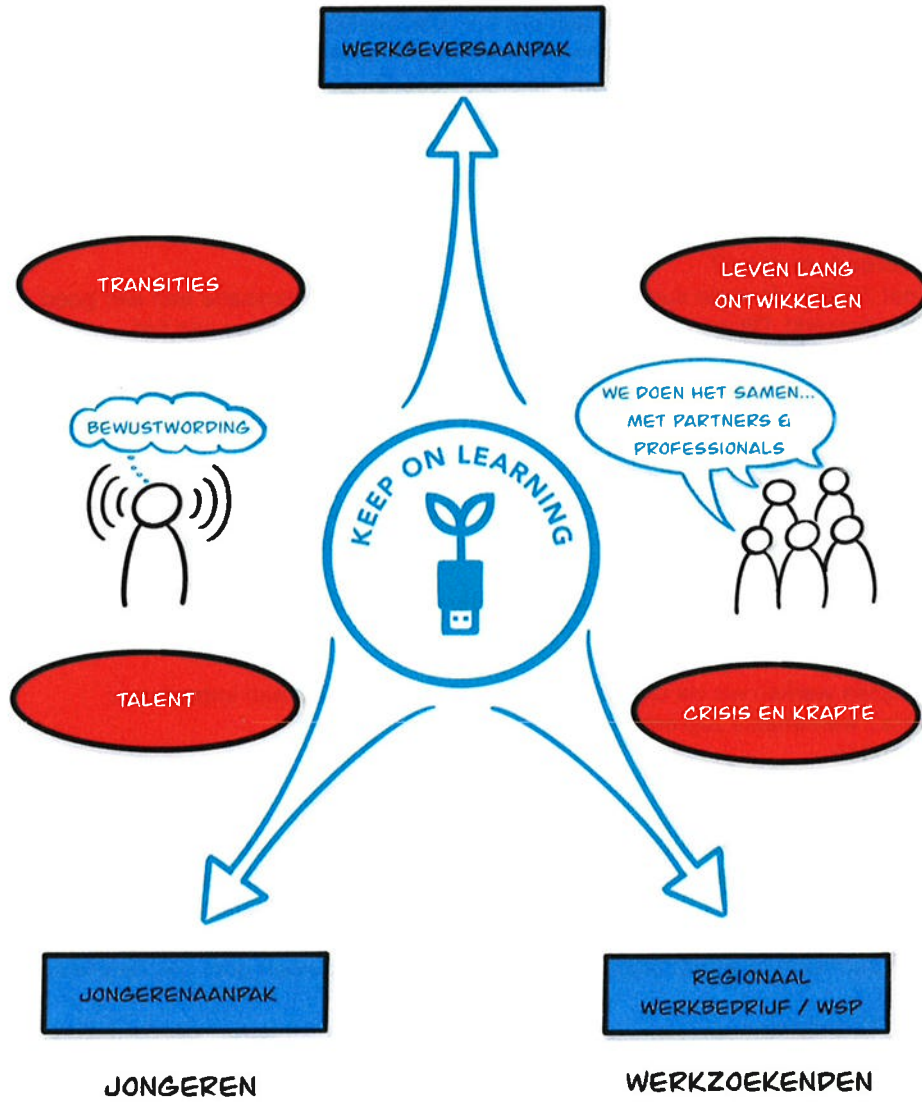 WERKGEVERSAANPAK
TRANSITIES
LEVEN LANG
ONTWIKKELEN
BEWUSTWORDING
WE DOEN HET SAMEN...
MET PARTNERS &
PROFESSIONALS
KEEP ON LEARNING
TALENT
CRISIS EN KRAPTE
JONGERENAANPAK
REGIONAAL
WERKBEDRIJF / WSP
JONGEREN
WERKZOEKENDEN